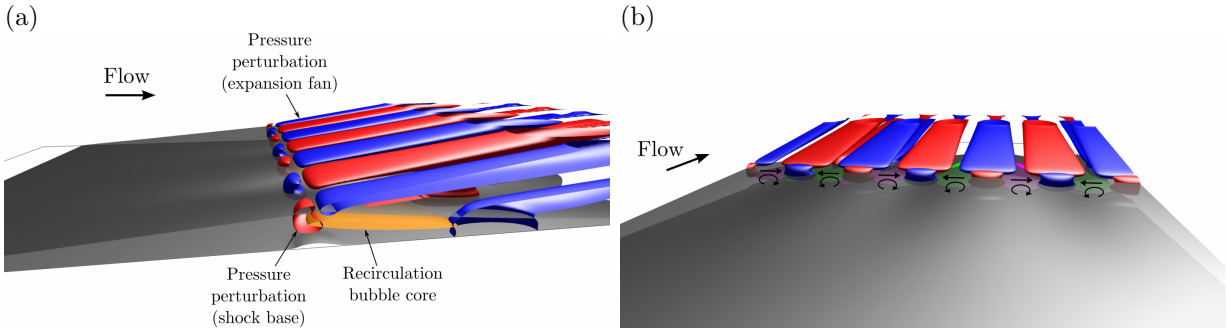 (a)
Pressure
perturbation
(expansion fan)
Flow
Pressure
perturbation
(shock base)
Recirculation
bubble core
(b)
Flow